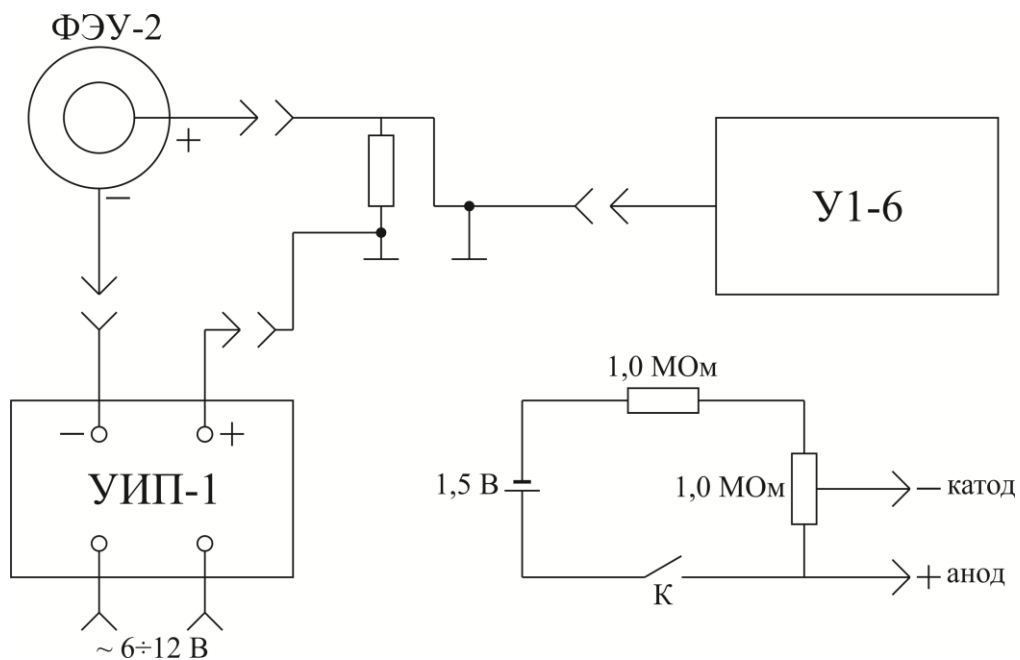 ФЭУ-2
+
−
У1-6
− +
УИП-1
~ 6÷12 В
1,0 МОм
1,5 В
1,0 МОм
− катод
+ анод
К